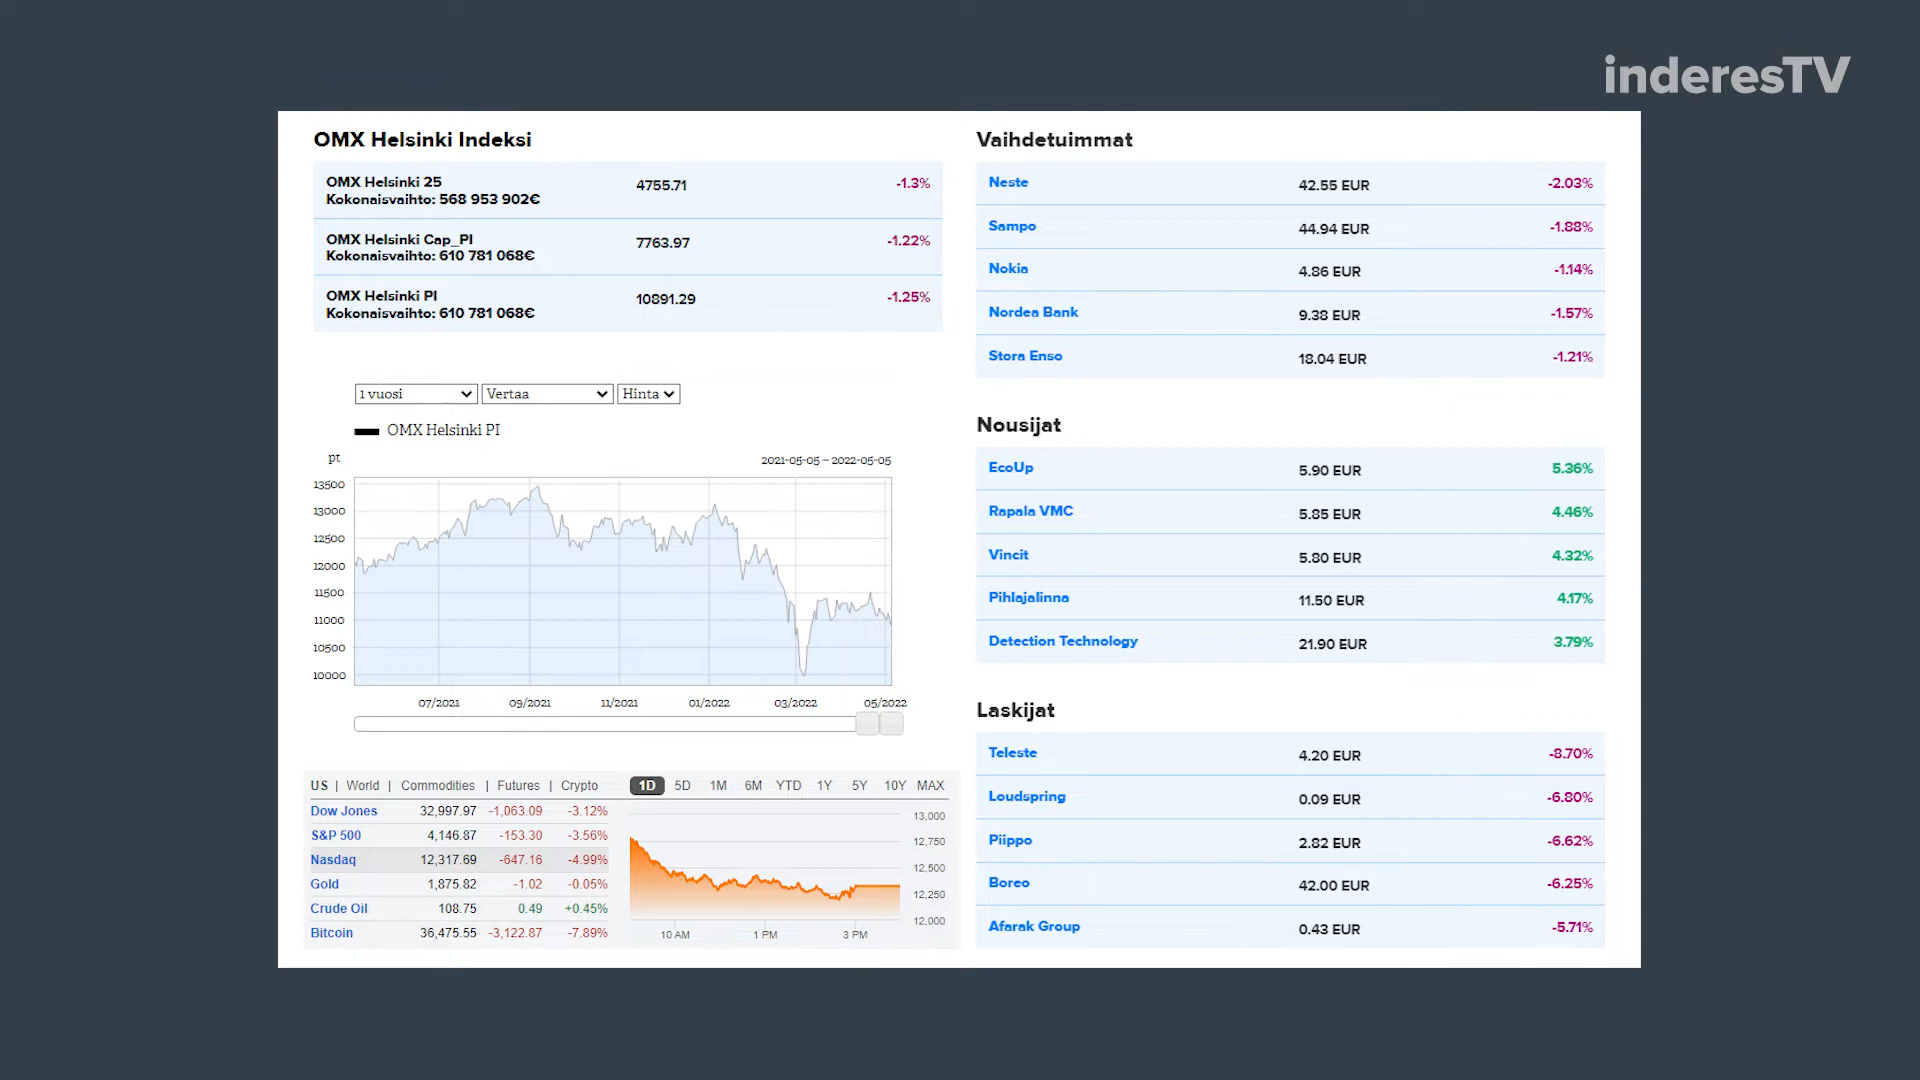 inderesTV
OMX Helsinki Indeksi
OMX Helsinki 25 4755.71 -1.3%
Kokonaisvaihto: 568 953 902€
OMX Helsinki Cap_PI 7763.97 -1.22%
Kokonaisvaihto: 610 781 068€
OMX Helsinki PI 10891.29 -1.25%
Kokonaisvaihto: 610 781 068€
1 vuosi Vertaa Hinta
OMX Helsinki PI
pt 2021-05-05 – 2022-05-05
13500
13000
12500
12000
11500
11000
10500
10000
07/2021 09/2021 11/2021 01/2022 03/2022 05/2022
US | World | Commodities | Futures | Crypto
Dow Jones 32,997.97 -1,063.09 -3.12%
S&P 500 4,146.87 -153.30 -3.56%
Nasdaq 12,317.69 -647.16 -4.99%
Gold 1,875.82 -1.02 -0.05%
Crude Oil 108.75 0.49 +0.45%
Bitcoin 36,475.55 -3,122.87 -7.89%
1D 5D 1M 6M YTD 1Y 5Y 10Y MAX
13,000
12,750
12,500
12,250
12,000
10 AM 1 PM 3 PM
Vaihdetuimmat
Neste 42.55 EUR -2.03%
Sampo 44.94 EUR -1.88%
Nokia 4.86 EUR -1.14%
Nordea Bank 9.38 EUR -1.57%
Stora Enso 18.04 EUR -1.21%
Nousijat
EcoUp 5.90 EUR 5.36%
Rapala VMC 5.85 EUR 4.46%
Vincit 5.80 EUR 4.32%
Pihlajalinna 11.50 EUR 4.17%
Detection Technology 21.90 EUR 3.79%
Laskijat
Teleste 4.20 EUR -8.70%
Loudspring 0.09 EUR -6.80%
Piippo 2.82 EUR -6.62%
Boreo 42.00 EUR -6.25%
Afarak Group 0.43 EUR -5.71%